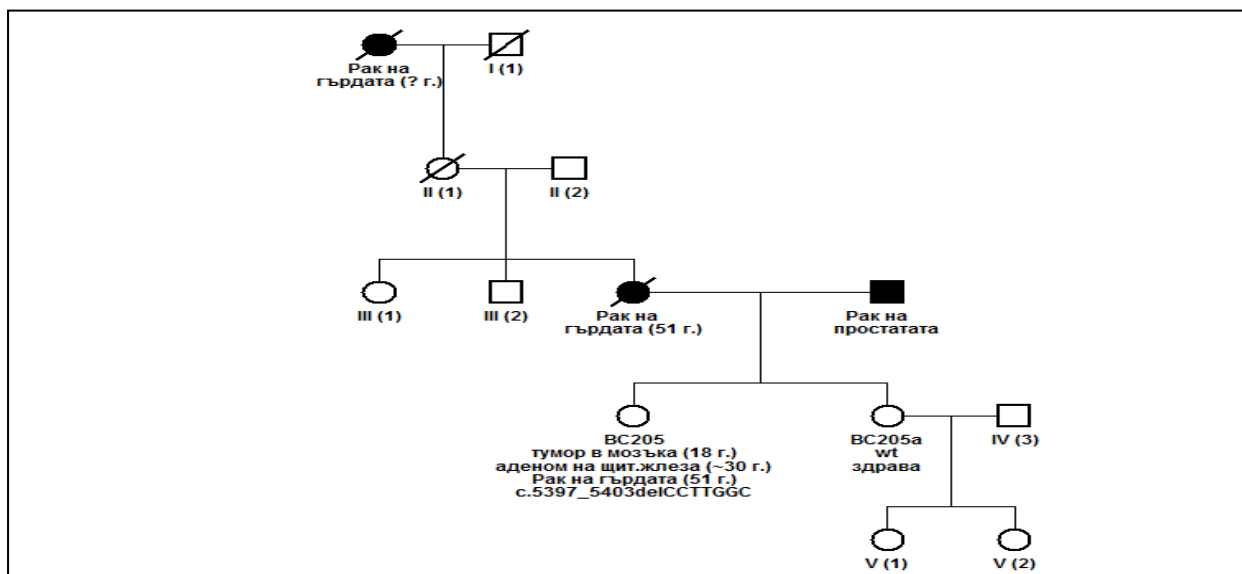 Рак на
гърдата (? г.)
I (1)
II (1)
II (2)
III (1)
III (2)
Рак на
гърдата (51 г.)
Рак на
простатата
BC205
тумор в мозъка (18 г.)
аденом на щит.жлеза (~30 г.)
Рак на гърдата (51 г.)
c.5397_5403delCCTTGGC
BC205a
wt
здрава
IV (3)
V (1)
V (2)